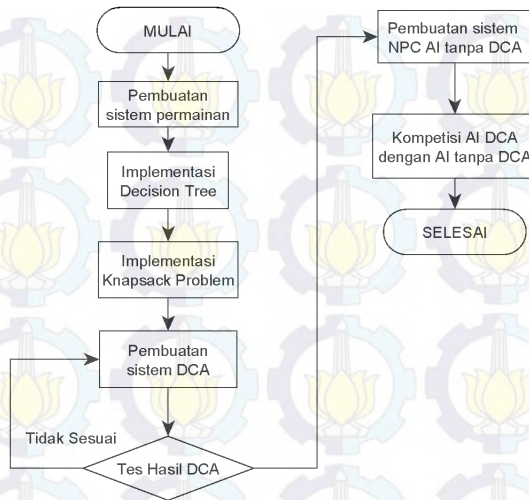 MULAI
Pembuatan
sistem permainan
Implementasi
Decision Tree
Implementasi
Knapsack Problem
Pembuatan
sistem DCA
Tidak Sesuai
Tes Hasil DCA
Pembuatan sistem
NPC AI tanpa DCA
Kompetisi AI DCA
dengan AI tanpa DCA
SELESAI